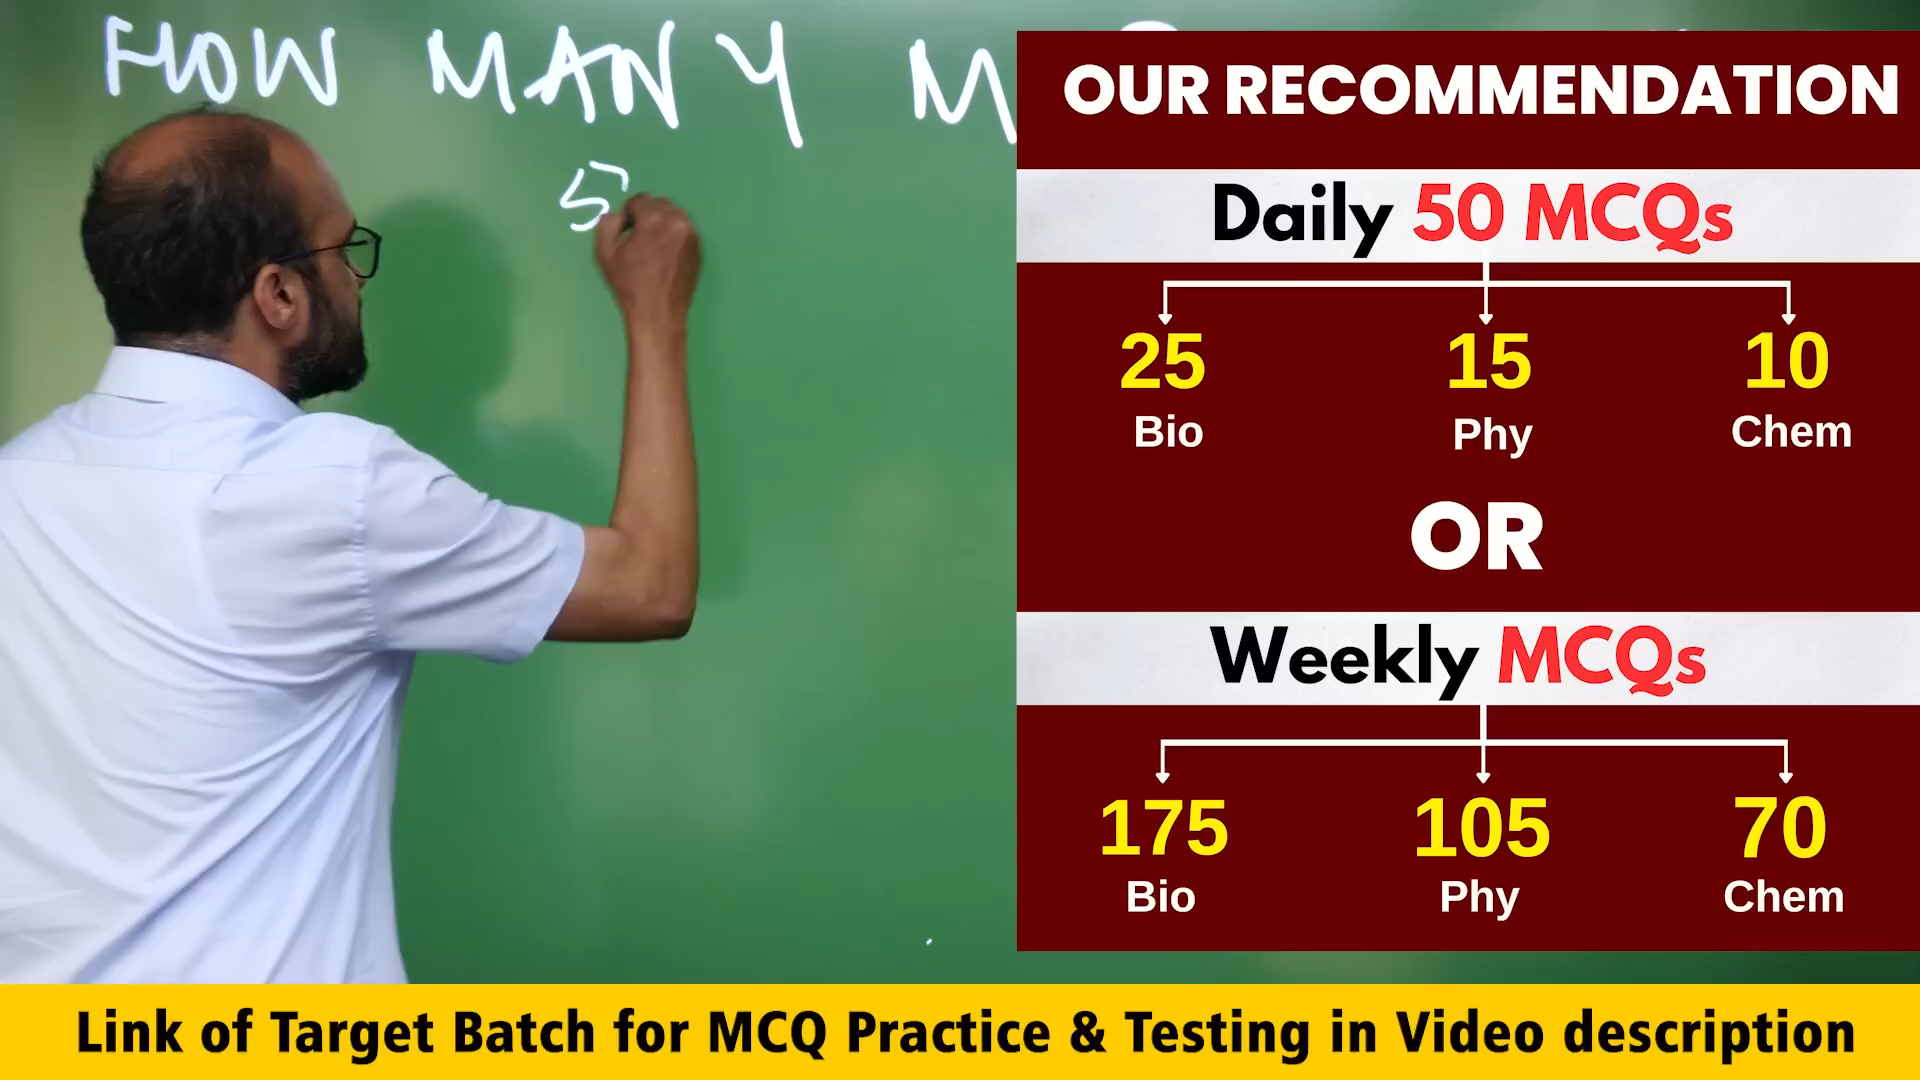 HOW MANY M
5
OUR RECOMMENDATION
Daily 50 MCQs
25 15 10
Bio Phy Chem
OR
Weekly MCQs
175 105 70
Bio Phy Chem
Link of Target Batch for MCQ Practice & Testing in Video description